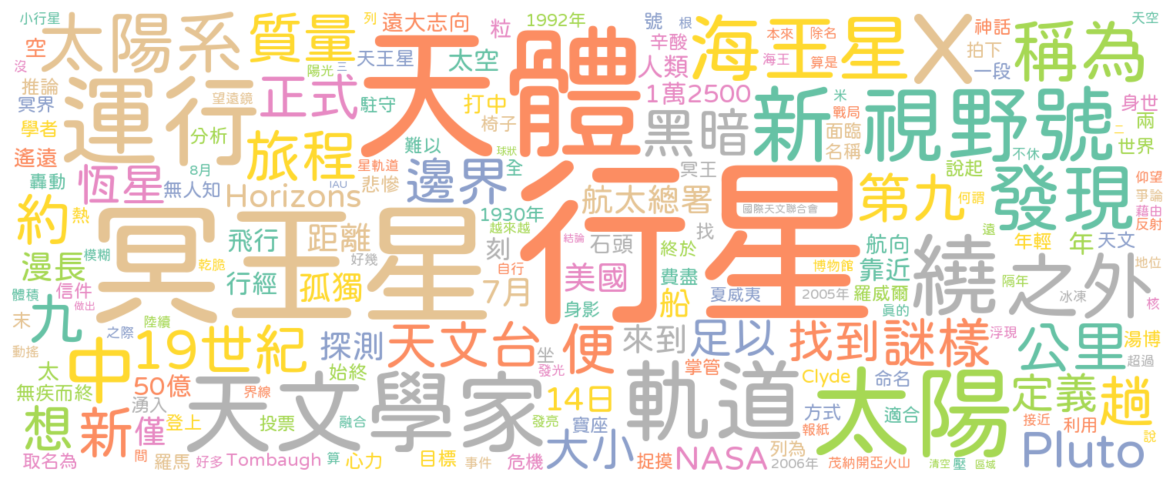 小行星 太陽系 質量 列 遠大志向 1992年 號 根 本來 除名 神話 天空
空 天王星 太空 粒 辛酸 海王星 X 稱為
沒 推論 陽光 三 駐守 打中 天體 人類 海王 算是 拍下 一段
冥界 運行 望遠鏡 正式 椅子 1萬2500 米 戰局 身世
學者 分析 旅程 難以 黑暗 新視野號 面臨 名稱 兩
遙遠 8月 星軌道 球狀 全 說起 二 不休 世界
轟動 恆星 無人知 IAU 悲慘 邊界 冥王 仰望
約 熱 Horizons 1930年 航太總署 國際天文聯合會 第九 何謂 發現 爭論 藉由 反射
冥王星 飛行 距離 越來越 刻 行星 找 石頭 終於 遠 航向 年輕 年 天文
漫長 模糊 乾脆 好幾 結論 自行 博物館 靠近 繞 之外 地位
體積 信件 做出 行經 孤獨 7月 美國 費盡 船 夏威夷 2005年 羅威爾 真的 隔年 冰凍 核
末 九 之際 陸續 身影
動搖 太 中 19世紀 探測 天文台 便 來到 足以 找到 謎樣 浮現 公里 湯博
無疾而終 50億 界線 始終 坐 發光 掌管 Clyde 命名 定義 超過
想 新 僅 湧入 登上 投票 融合 天文學家 14日 發亮 寶座 軌道 方式 報紙 太陽 適合 接近 利用 趟 說
取名為 間 羅馬 好多 Tombaugh 算 心力 目標 事件 危機 大小 捉摸 NASA 列為 2006年 茂納開亞火山 清空 壓 區域 Pluto